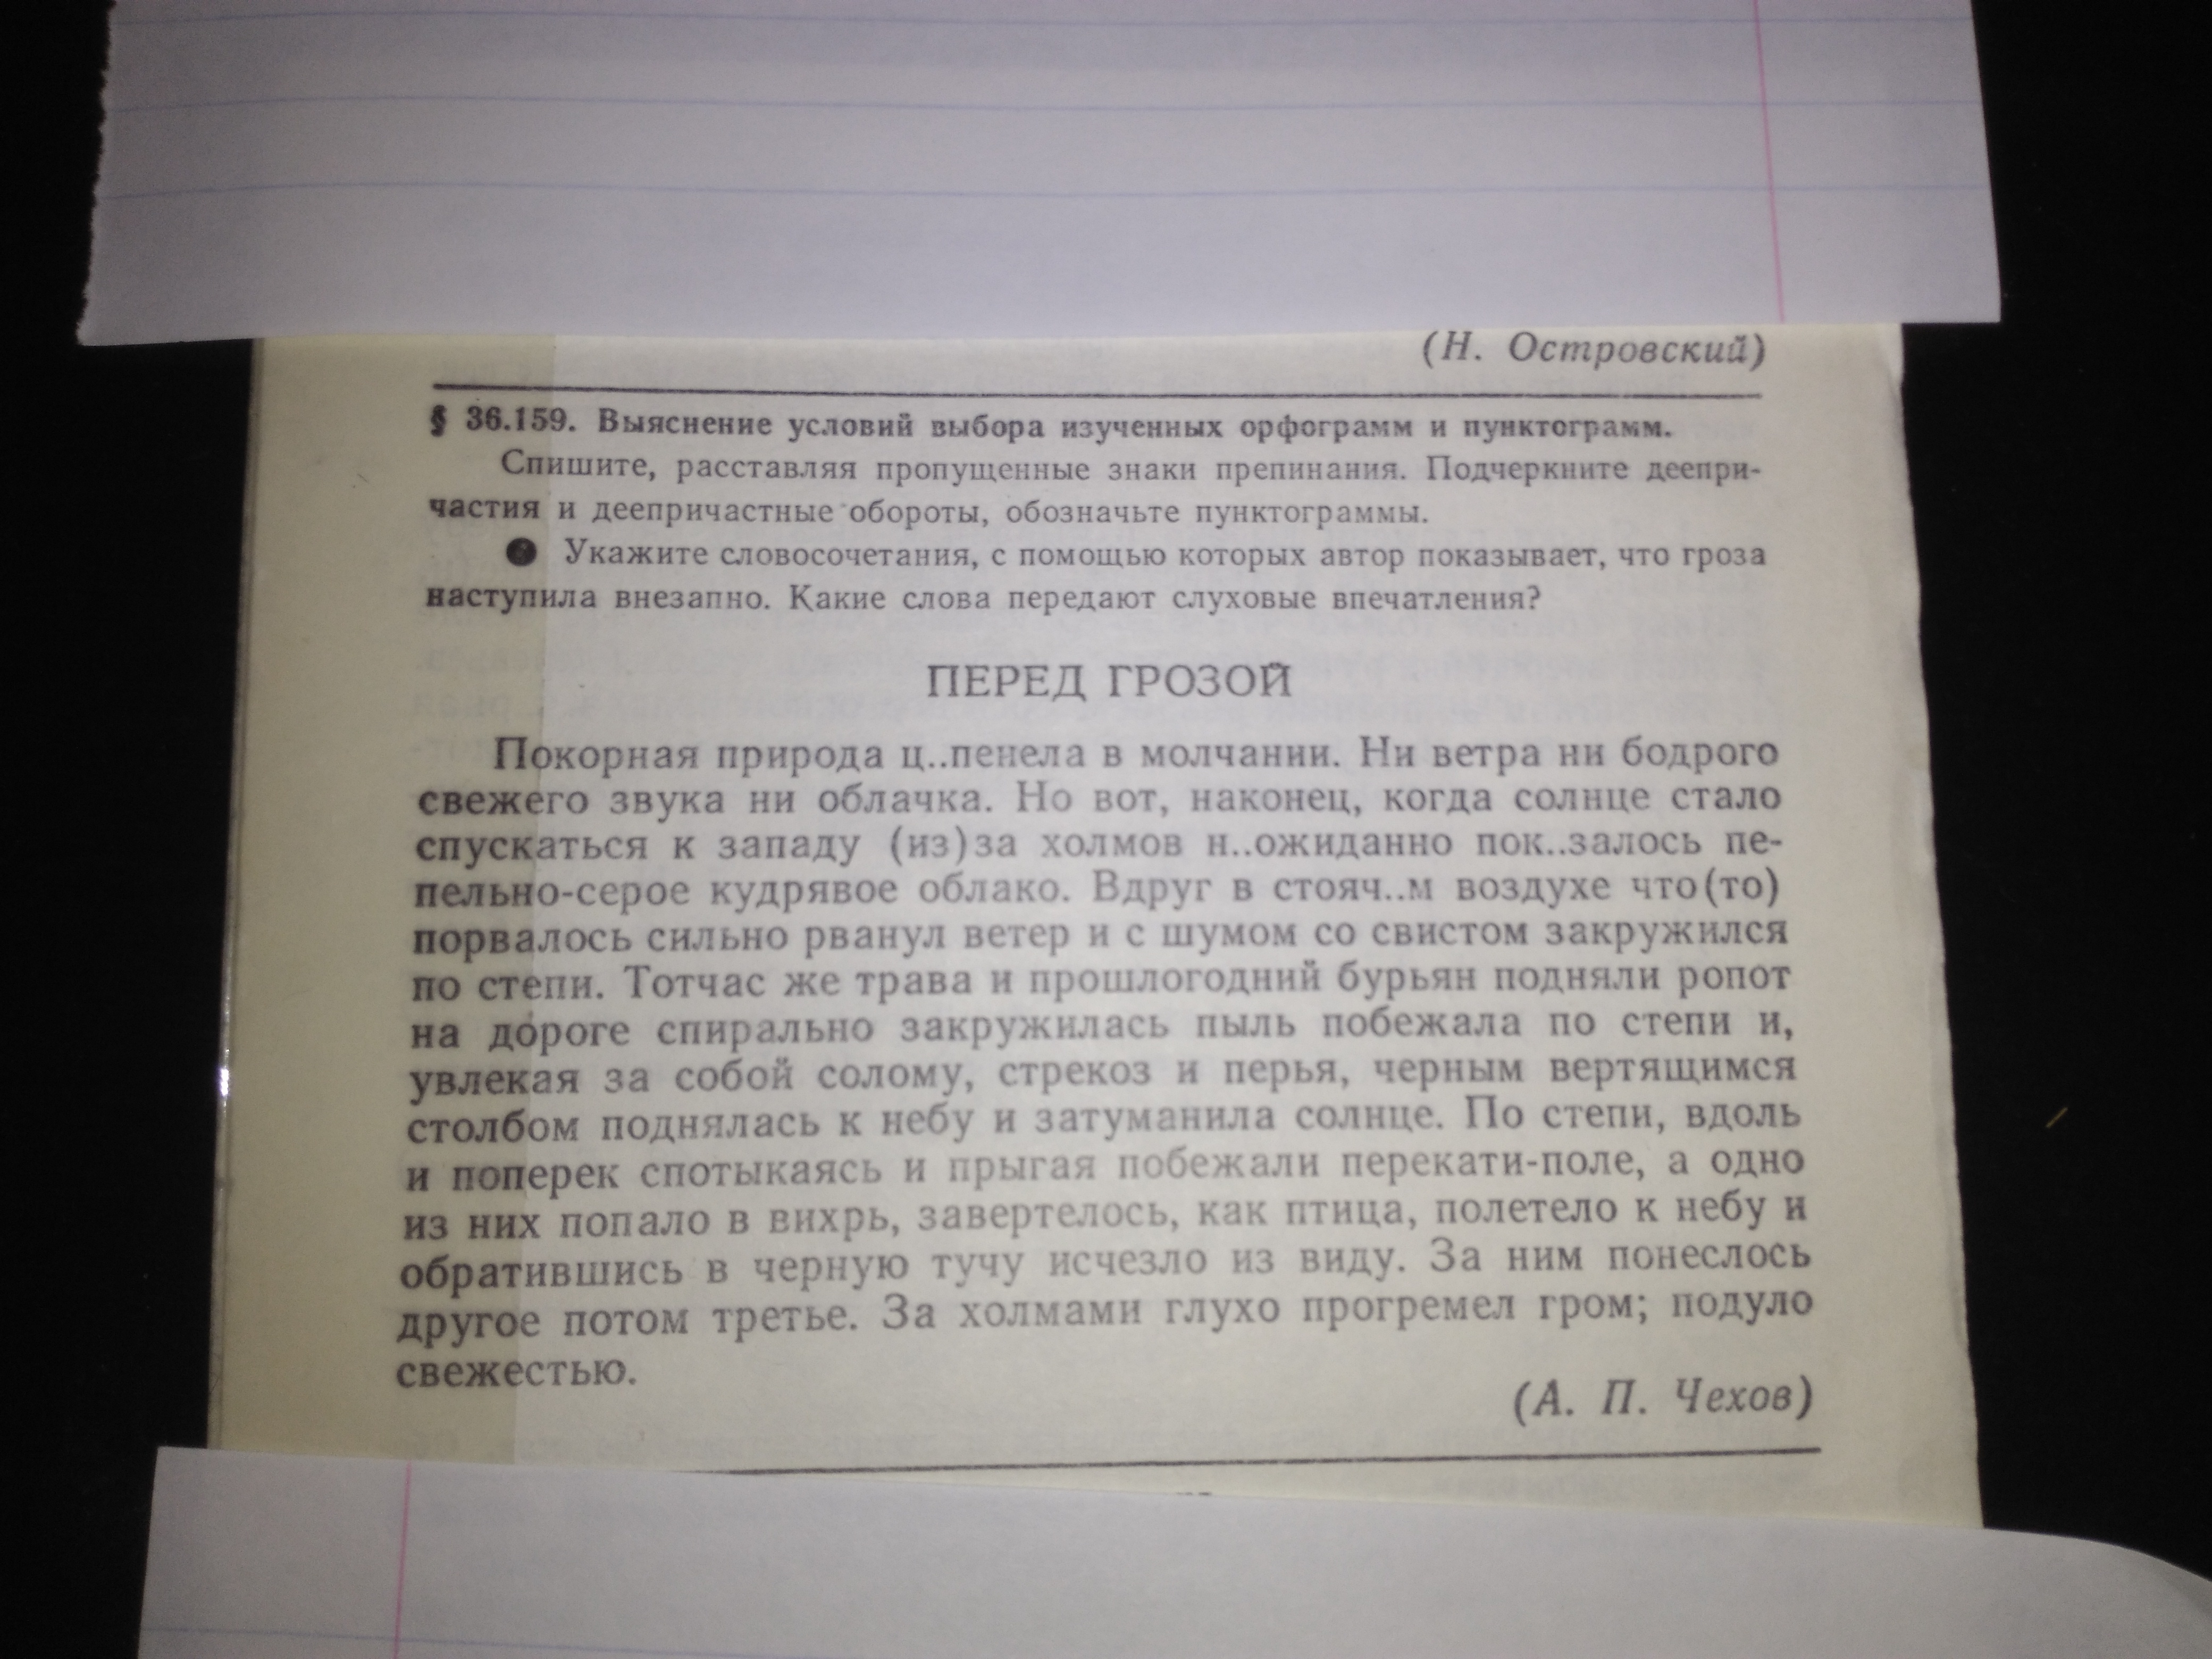 (Н. Островский)
§ 36.159. Выяснение условий выбора изученных орфограмм и пунктограмм.
Спишите, расставляя пропущенные знаки препинания. Подчеркните деепри-
частия и деепричастные обороты, обозначьте пунктограммы.
Укажите словосочетания, с помощью которых автор показывает, что гроза
наступила внезапно. Какие слова передают слуховые впечатления?
ПЕРЕД ГРОЗОЙ
Покорная природа ц..пенела в молчании. Ни ветра ни бодрого
свежего звука ни облачка. Но вот, наконец, когда солнце стало
спускаться к западу (из)за холмов н..ожиданно пок..залось пе-
пельно-серое кудрявое облако. Вдруг в стояч..м воздухе что(то)
порвалось сильно рванул ветер и с шумом со свистом закружился
по степи. Тотчас же трава и прошлогодний бурьян подняли ропот
на дороге спирально закружилась пыль побежала по степи и,
увлекая за собой солому, стрекоз и перья, черным вертящимся
столбом поднялась к небу и затуманила солнце. По степи, вдоль
и поперек спотыкаясь и прыгая побежали перекати-поле, а одно
из них попало в вихрь, завертелось, как птица, полетело к небу и
обратившись в черную тучу исчезло из виду. За ним понеслось
другое потом третье. За холмами глухо прогремел гром; подуло
свежестью.
(А. П. Чехов)